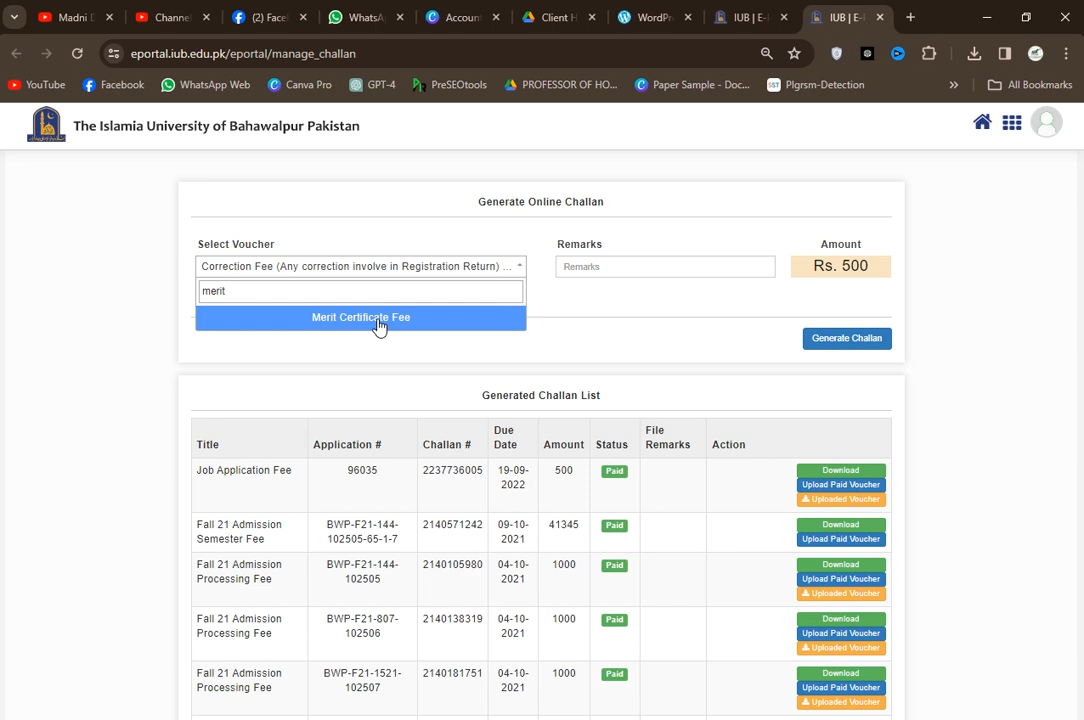 Madni D
Channel
(2) Face
WhatsA
Accoun
Client H
WordPr
IUB | E-
IUB | E-
eportal.iub.edu.pk/eportal/manage_challan
YouTube
Facebook
WhatsApp Web
Canva Pro
GPT-4
PreSEOtools
PROFESSOR OF HO...
Paper Sample - Doc...
SST
Plgrsm-Detection
»
All Bookmarks
The Islamia University of Bahawalpur Pakistan
Generate Online Challan
Select Voucher
Remarks
Amount
Correction Fee (Any correction involve in Registration Return) ...
Remarks
Rs. 500
merit
Merit Certificate Fee
Generate Challan
Generated Challan List
Title Application # Challan # Due Date Amount Status File Remarks Action
Job Application Fee 96035 2237736005 19-09-2022 500 Paid
Download
Upload Paid Voucher
Uploaded Voucher
Fall 21 Admission Semester Fee BWP-F21-144-102505-65-1-7 2140571242 09-10-2021 41345 Paid
Download
Upload Paid Voucher
Fall 21 Admission Processing Fee BWP-F21-144-102505 2140105980 04-10-2021 1000 Paid
Download
Upload Paid Voucher
Uploaded Voucher
Fall 21 Admission Processing Fee BWP-F21-807-102506 2140138319 04-10-2021 1000 Paid
Download
Upload Paid Voucher
Uploaded Voucher
Fall 21 Admission Processing Fee BWP-F21-1521-102507 2140181751 04-10-2021 1000 Paid
Download
Upload Paid Voucher
Uploaded Voucher